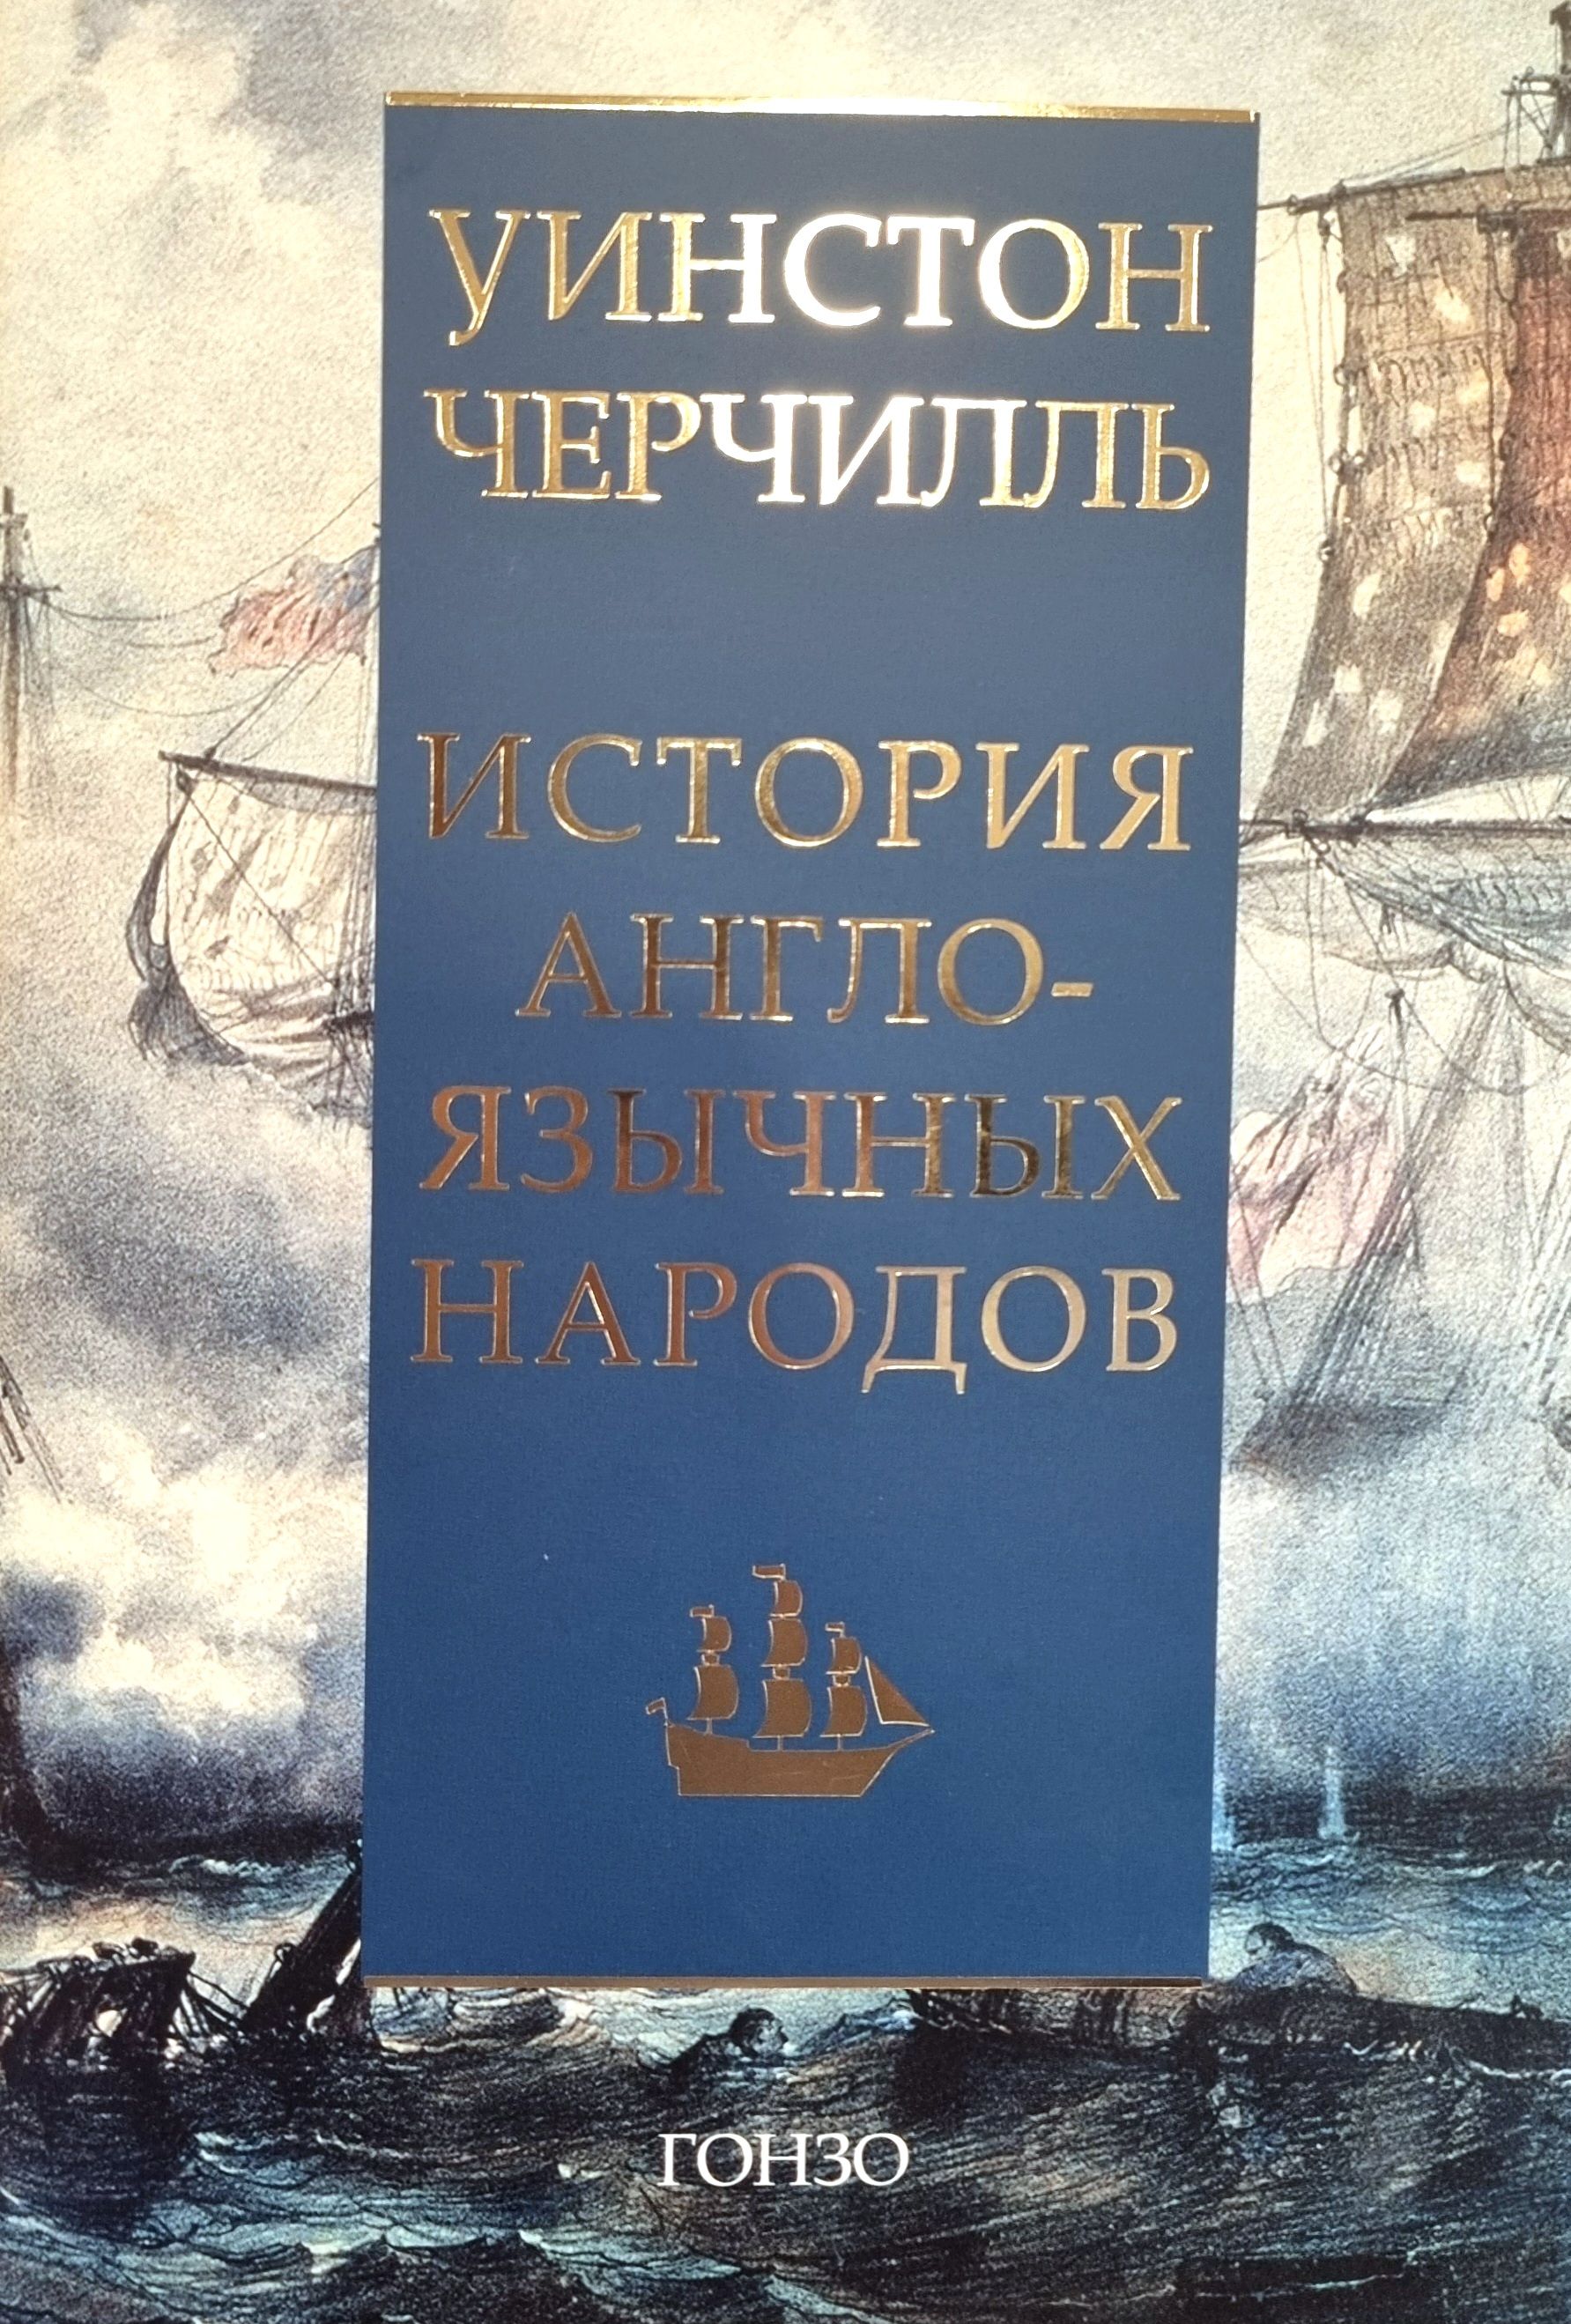 УИНСТОН
ЧЕРЧИЛЛЬ
ИСТОРИЯ
АНГЛО-
ЯЗЫЧНЫХ
НАРОДОВ
ГОНЗО